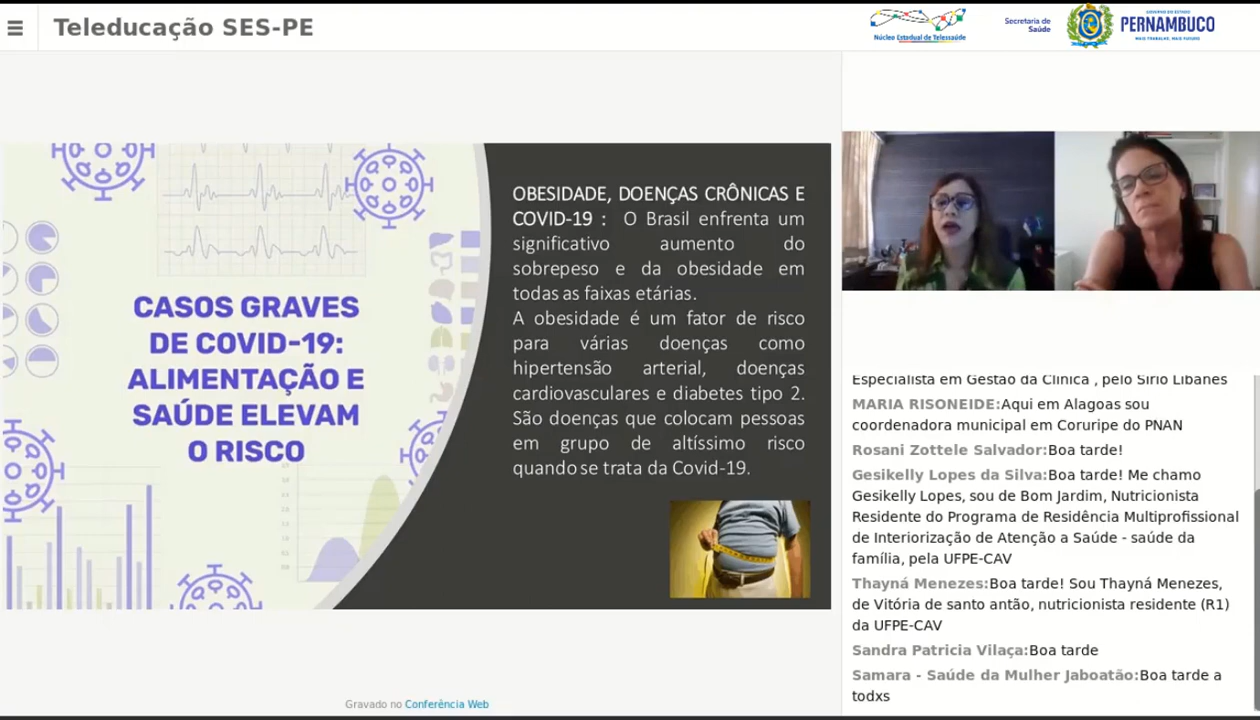 Teleducação SES-PE
Núcleo Estadual de Telessaúde
Secretaria de
Saúde
GOVERNO DO ESTADO
PERNAMBUCO
MAIS TRABALHO, MAIS FUTURO
CASOS GRAVES
DE COVID-19:
ALIMENTAÇÃO E
SAÚDE ELEVAM
O RISCO
OBESIDADE, DOENÇAS CRÔNICAS E
COVID-19 : O Brasil enfrenta um
significativo aumento do
sobrepeso e da obesidade em
todas as faixas etárias.
A obesidade é um fator de risco
para várias doenças como
hipertensão arterial, doenças
cardiovasculares e diabetes tipo 2.
São doenças que colocam pessoas
em grupo de altíssimo risco
quando se trata da Covid-19.
Especialista em Gestão da Clínica , pelo Sírio Libanês
MARIA RISONEIDE:Aqui em Alagoas sou
coordenadora municipal em Coruripe do PNAN
Rosani Zottele Salvador:Boa tarde!
Gesikelly Lopes da Silva:Boa tarde! Me chamo
Gesikelly Lopes, sou de Bom Jardim, Nutricionista
Residente do Programa de Residência Multiprofissional
de Interiorização de Atenção a Saúde - saúde da
família, pela UFPE-CAV
Thayná Menezes:Boa tarde! Sou Thayná Menezes,
de Vitória de santo antão, nutricionista residente (R1)
da UFPE-CAV
Sandra Patricia Vilaça:Boa tarde
Samara - Saúde da Mulher Jaboatão:Boa tarde a
todxs
Gravado no Conferência Web